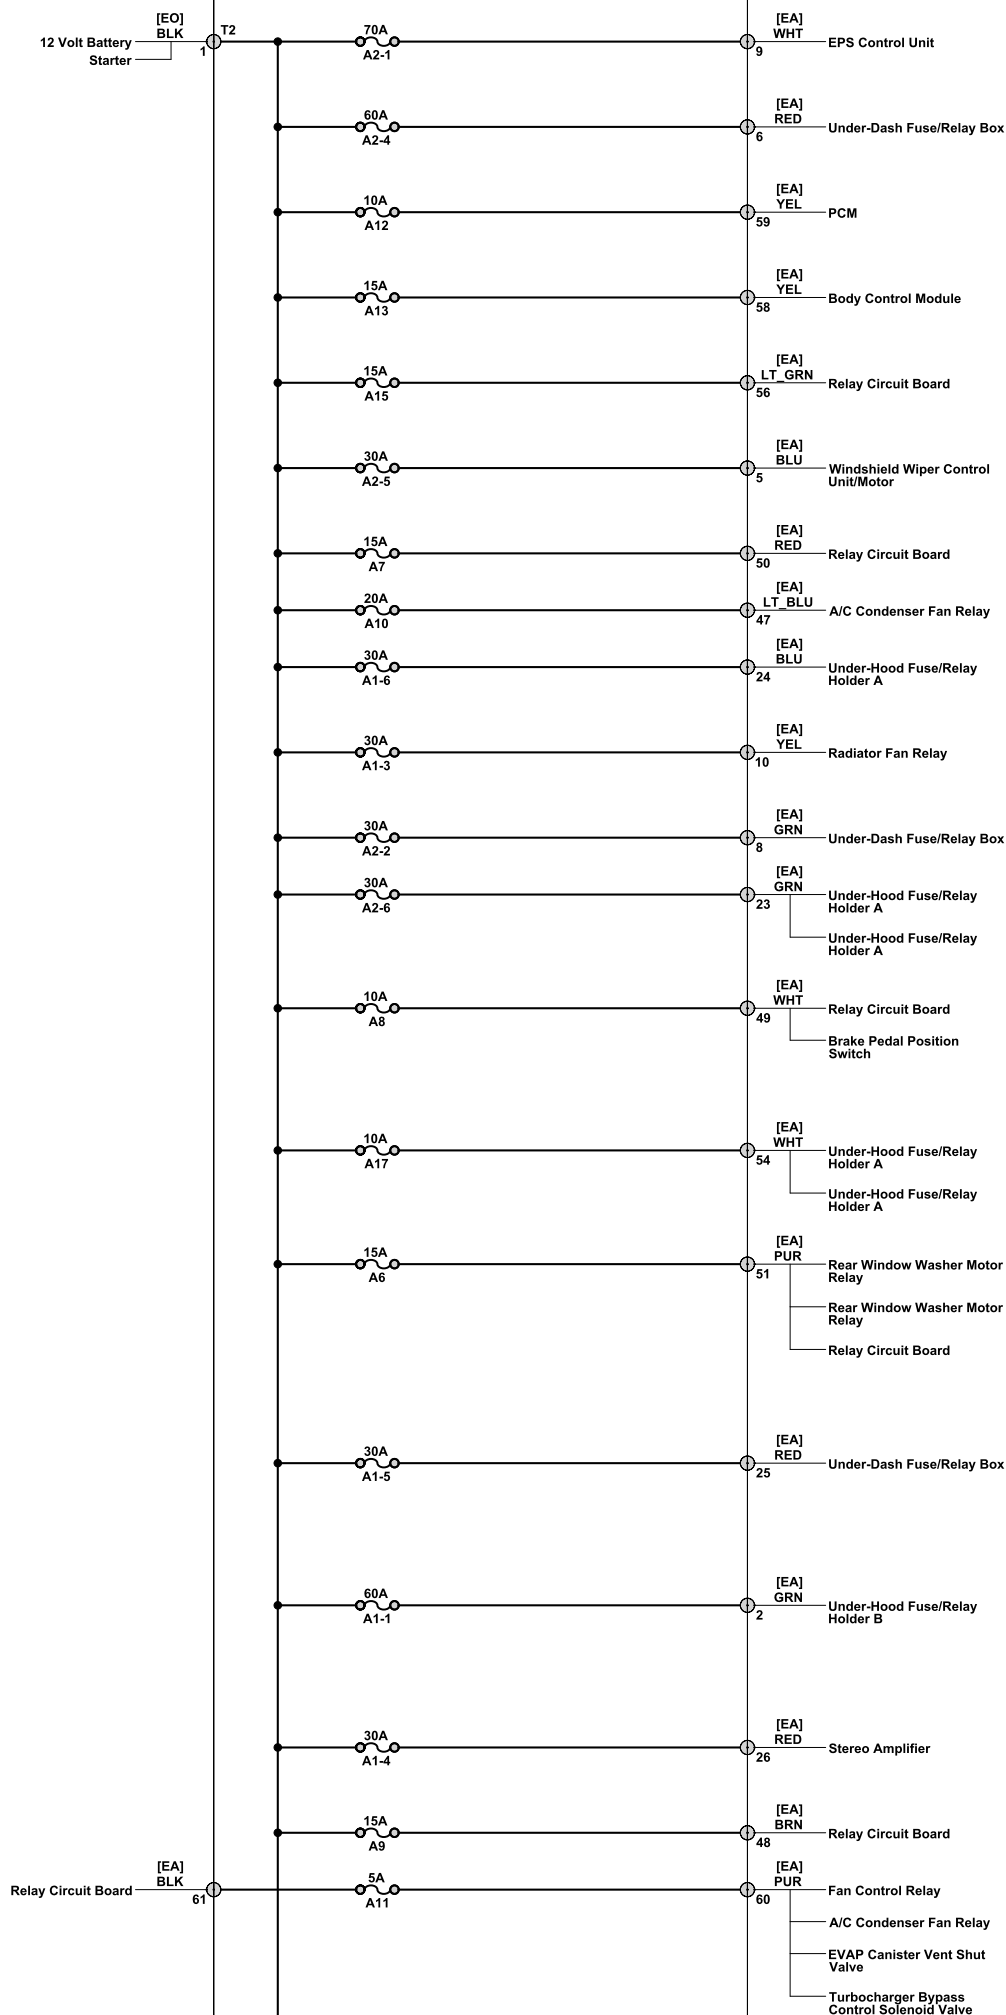 [EO]
BLK
T2
12 Volt Battery
Starter
1
70A
A2-1
[EA]
WHT
9
EPS Control Unit
60A
A2-4
[EA]
RED
6
Under-Dash Fuse/Relay Box
10A
A12
[EA]
YEL
59
PCM
15A
A13
[EA]
YEL
58
Body Control Module
15A
A15
[EA]
LT_GRN
56
Relay Circuit Board
30A
A2-5
[EA]
BLU
5
Windshield Wiper Control
Unit/Motor
15A
A7
[EA]
RED
50
Relay Circuit Board
20A
A10
[EA]
LT_BLU
47
A/C Condenser Fan Relay
30A
A1-6
[EA]
BLU
24
Under-Hood Fuse/Relay
Holder A
30A
A1-3
[EA]
YEL
10
Radiator Fan Relay
30A
A2-2
[EA]
GRN
8
Under-Dash Fuse/Relay Box
30A
A2-6
[EA]
GRN
23
Under-Hood Fuse/Relay
Holder A
Under-Hood Fuse/Relay
Holder A
10A
A8
[EA]
WHT
49
Relay Circuit Board
Brake Pedal Position
Switch
10A
A17
[EA]
WHT
54
Under-Hood Fuse/Relay
Holder A
Under-Hood Fuse/Relay
Holder A
15A
A6
[EA]
PUR
51
Rear Window Washer Motor
Relay
Rear Window Washer Motor
Relay
Relay Circuit Board
30A
A1-5
[EA]
RED
25
Under-Dash Fuse/Relay Box
60A
A1-1
[EA]
GRN
2
Under-Hood Fuse/Relay
Holder B
30A
A1-4
[EA]
RED
26
Stereo Amplifier
15A
A9
[EA]
BRN
48
Relay Circuit Board
[EA]
BLK
Relay Circuit Board
61
5A
A11
[EA]
PUR
60
Fan Control Relay
A/C Condenser Fan Relay
EVAP Canister Vent Shut
Valve
Turbocharger Bypass
Control Solenoid Valve